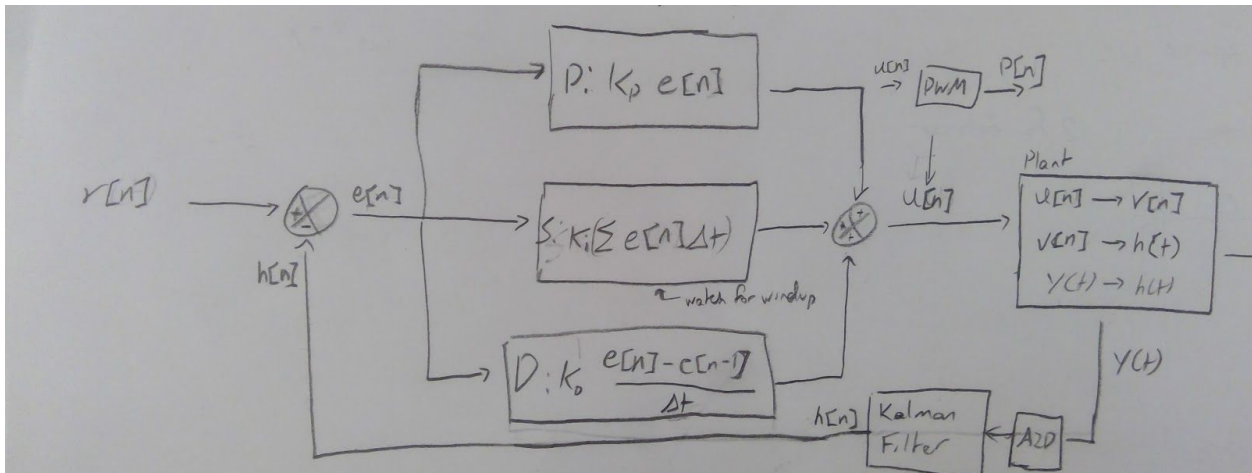 P: Kp e[n]
u[n]
PWM
P[n]
r[n]
+
-
e[n]
S: Ki(Σ e[n]Δt)
watch for windup
+
+
-
u[n]
Plant
u[n] → v[n]
v[n] → h(t)
Y(t) → h(t)
h[n]
D: KD e[n]-e[n-1]
Δt
Y(t)
h[n]
Kalman
Filter
A2D